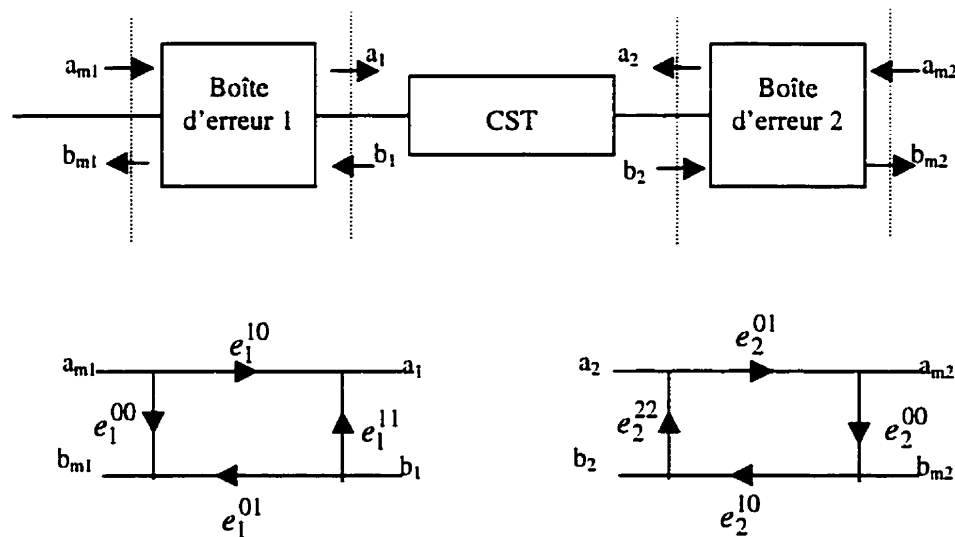 a_m1 a_1 a_2 a_m2
Boîte d'erreur 1
CST
Boîte d'erreur 2
b_m1 b_1 b_2 b_m2
e_1^10
e_2^01
a_m1 a_1 a_2 a_m2
e_1^00 e_1^11 e_2^22 e_2^00
b_m1 b_1 b_2 b_m2
e_1^01
e_2^10